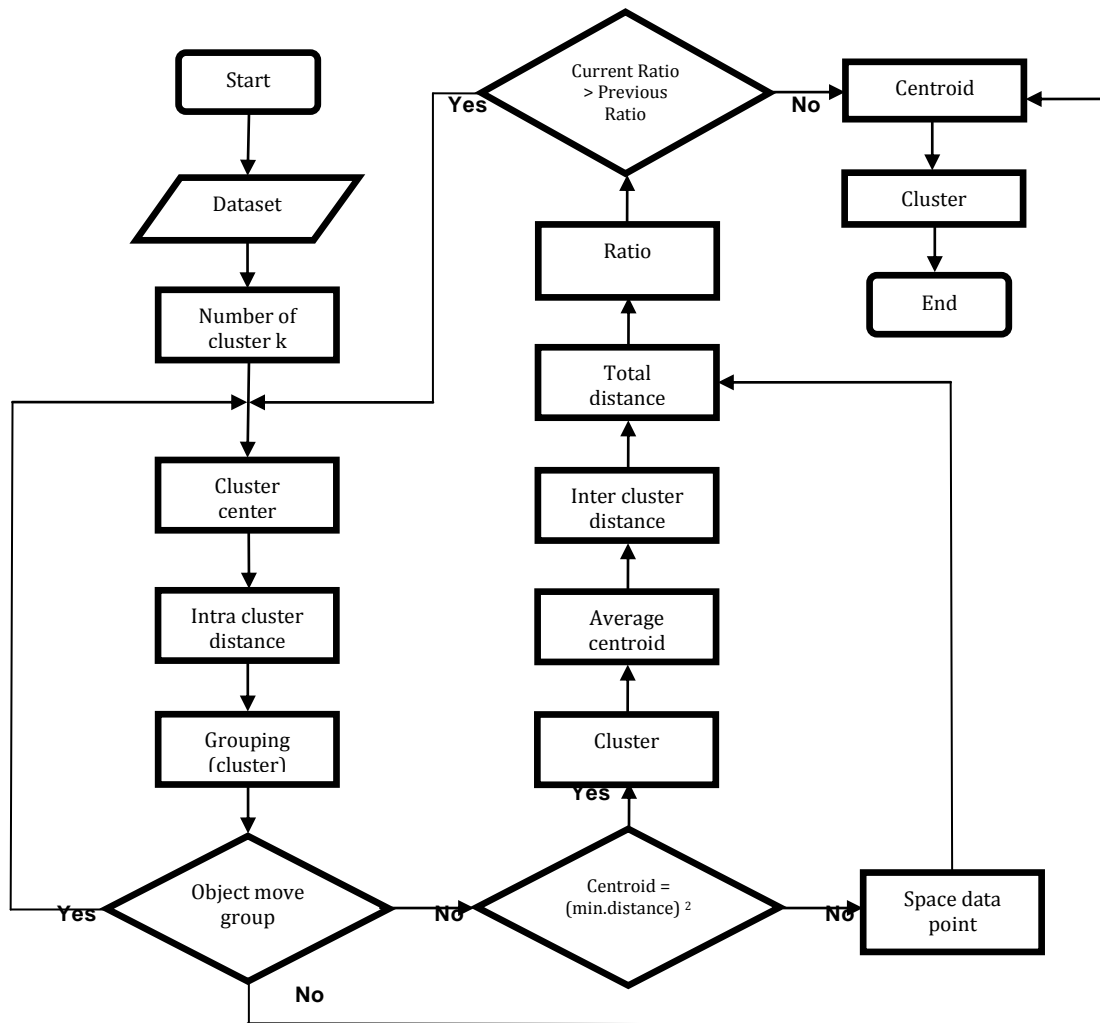 Start
Dataset
Number of
cluster k
Cluster
center
Intra cluster
distance
Grouping
(cluster)
Object move
group
Yes
No
No
Centroid =
(min.distance) ²
Yes
No
Space data
point
Cluster
Average
centroid
Inter cluster
distance
Total
distance
Ratio
Current Ratio
> Previous
Ratio
Yes
No
Centroid
Cluster
End